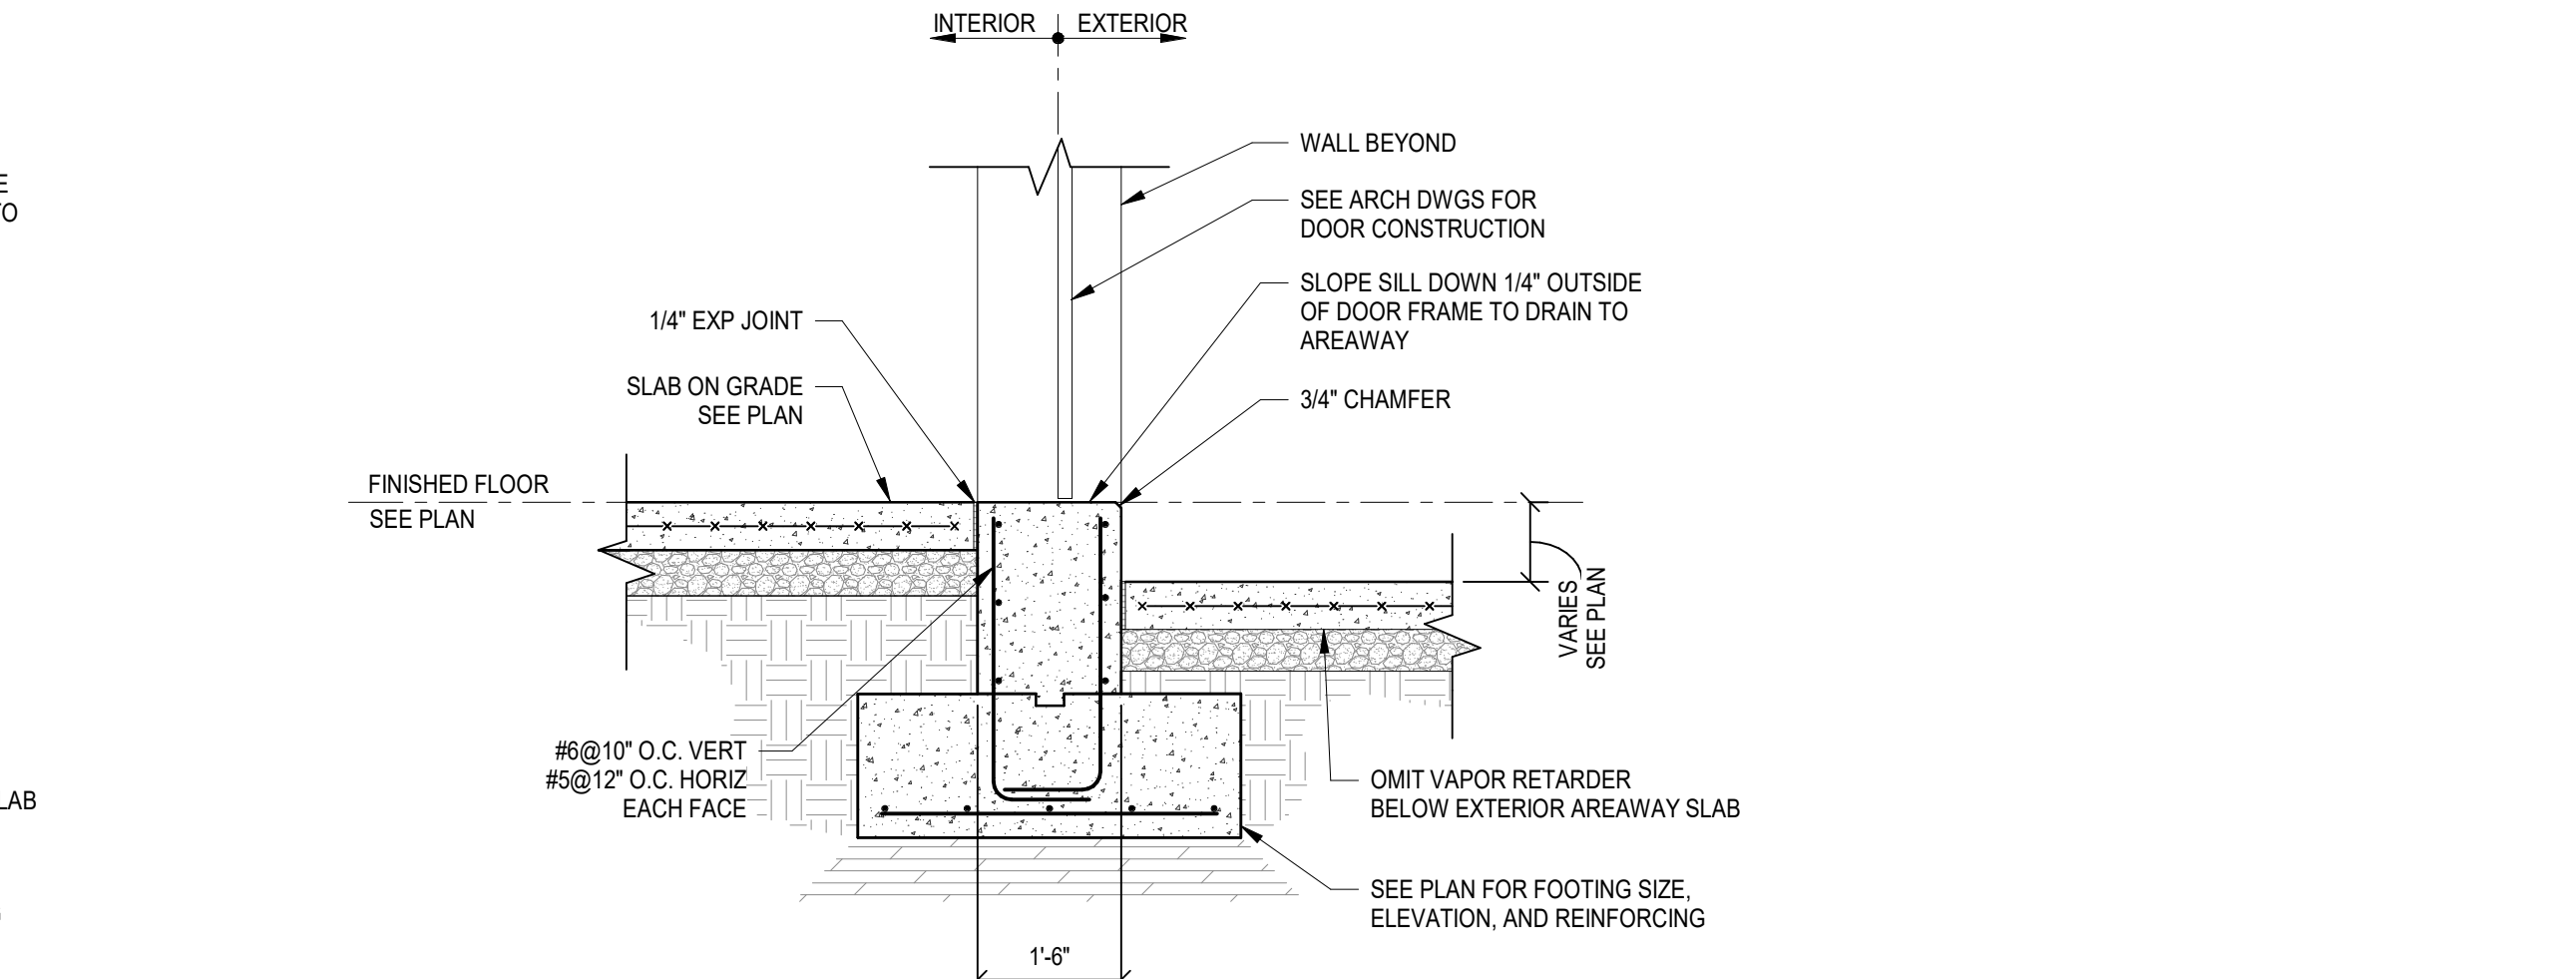 INTERIOR
EXTERIOR
WALL BEYOND
SEE ARCH DWGS FOR
DOOR CONSTRUCTION
SLOPE SILL DOWN 1/4" OUTSIDE
OF DOOR FRAME TO DRAIN TO
AREAWAY
3/4" CHAMFER
1/4" EXP JOINT
SLAB ON GRADE
SEE PLAN
FINISHED FLOOR
SEE PLAN
VARIES
SEE PLAN
#6@10" O.C. VERT
#5@12" O.C. HORIZ
EACH FACE
OMIT VAPOR RETARDER
BELOW EXTERIOR AREAWAY SLAB
SEE PLAN FOR FOOTING SIZE,
ELEVATION, AND REINFORCING
1'-6"